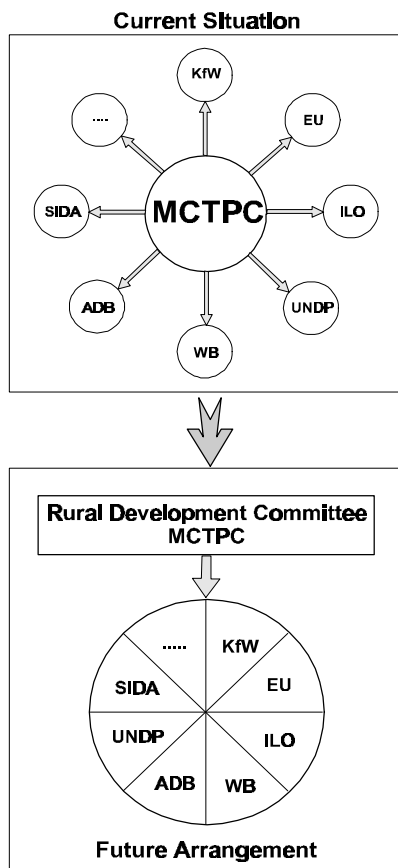 Current Situation
KfW
....
EU
SIDA
MCTPC
ILO
ADB
UNDP
WB
Rural Development Committee
MCTPC
.....
KfW
SIDA
EU
UNDP
ILO
ADB
WB
Future Arrangement